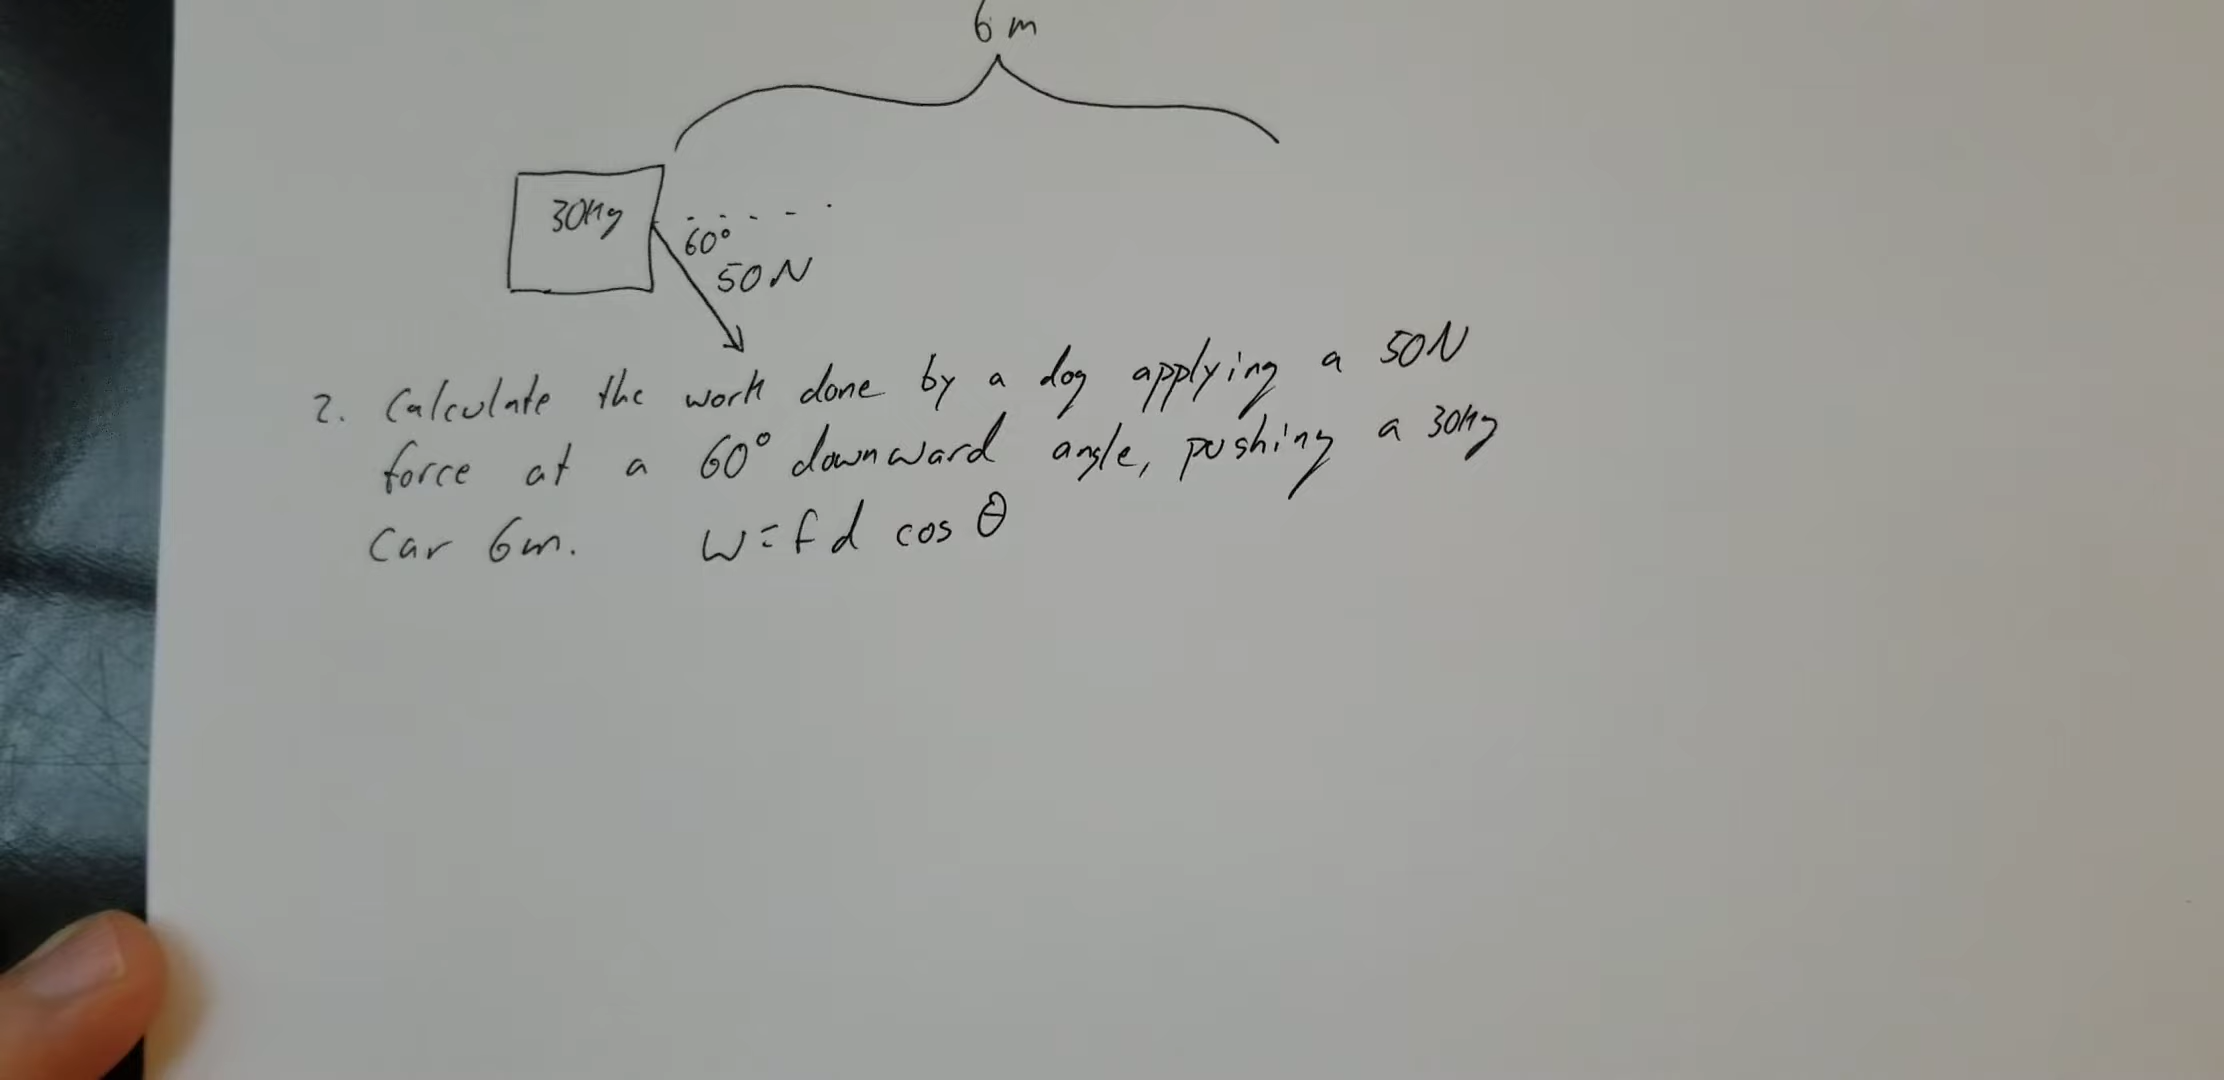 6 m
30Kg
60°
50N
2. Calculate the work done by a dog applying a 50N
force at a 60° downward angle, pushing a 30Kg
Car 6m. W=fd cos θ